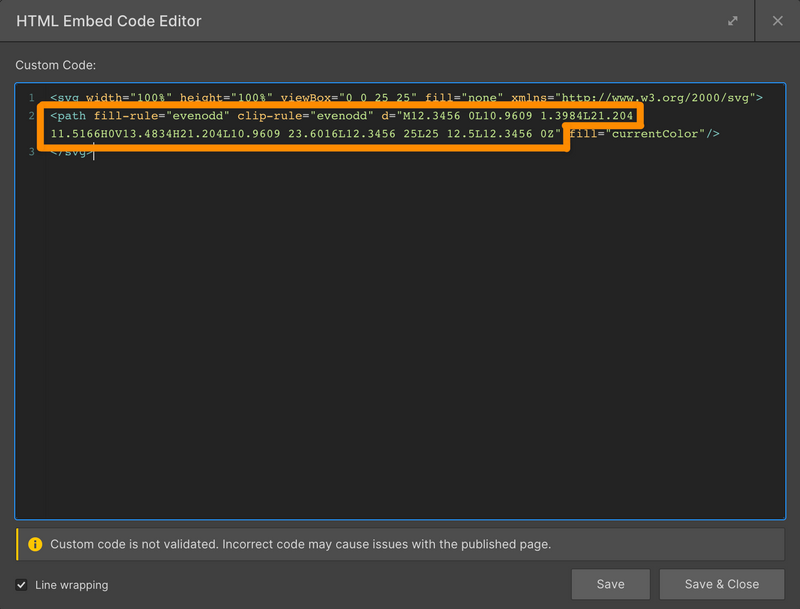 HTML Embed Code Editor
Custom Code:
1 <svg width="100%" height="100%" viewBox="0 0 25 25" fill="none" xmlns="http://www.w3.org/2000/svg">
2 <path fill-rule="evenodd" clip-rule="evenodd" d="M12.3456 0L10.9609 1.3984L21.204
11.5166H0V13.4834H21.204L10.9609 23.6016L12.3456 25L25 12.5L12.3456 0Z" fill="currentColor"/>
3 </svg>
Custom code is not validated. Incorrect code may cause issues with the published page.
Line wrapping
Save
Save & Close